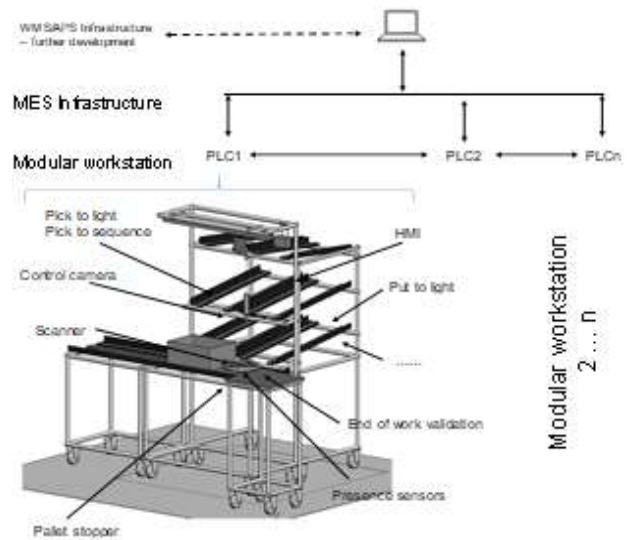 WMS/APS Infrastructure
– further development
MES Infrastructure
Modular workstation
PLC1
PLC2
PLCn
Pick to light
Pick to sequence
HMI
Control camera
Put to light
Scanner
......
End of work validation
Presence sensors
Pallet stopper
Modular workstation
2 ... n